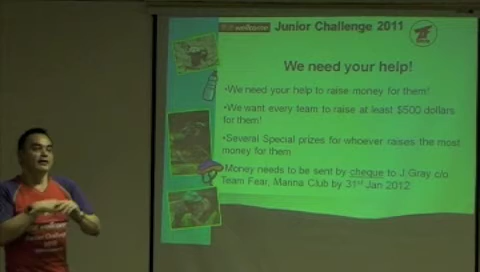 wellcome Junior Challenge 2011
We need your help!
•We need your help to raise money for them!
•We want every team to raise at least $500 dollars
for them!
•Several Special prizes for whoever raises the most
money for them
•Money needs to be sent by cheque to J Gray c/o
Team Fear, Marina Club by 31st Jan 2012